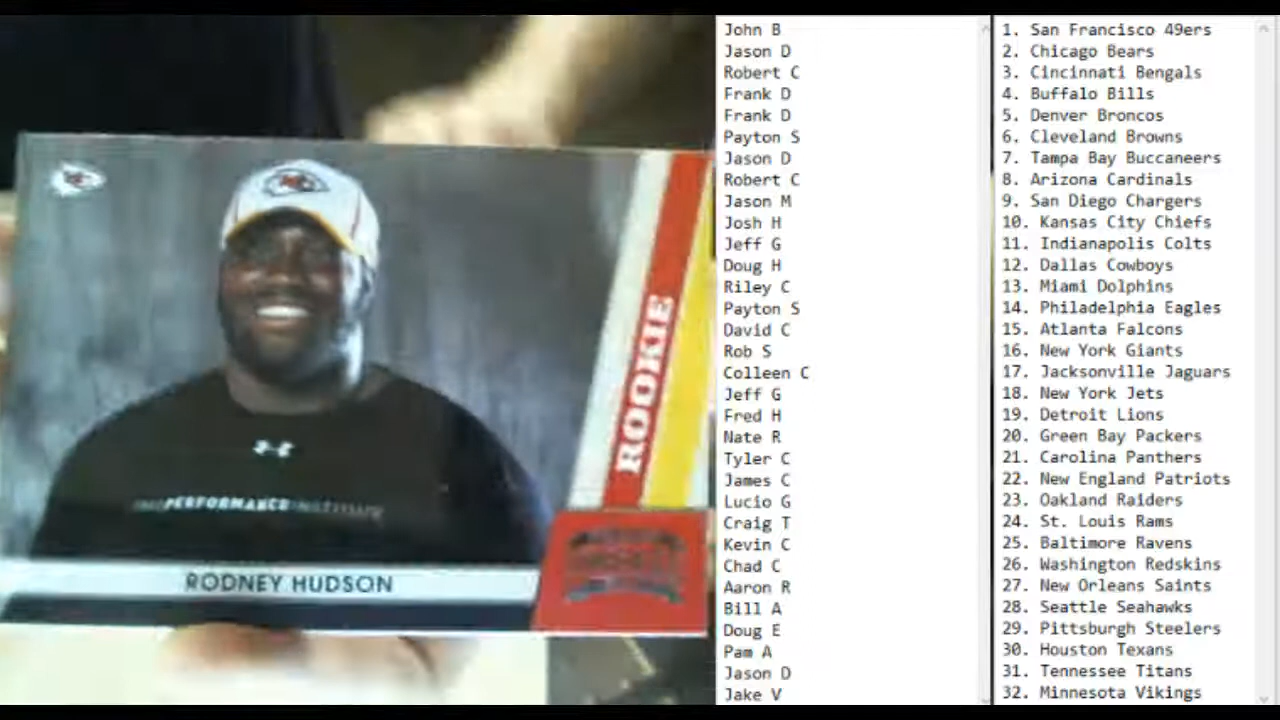 ROOKIE
PERFORMANCE
RODNEY HUDSON
John B
Jason D
Robert C
Frank D
Frank D
Payton S
Jason D
Robert C
Jason M
Josh H
Jeff G
Doug H
Riley C
Payton S
David C
Rob S
Colleen C
Jeff G
Fred H
Nate R
Tyler C
James C
Lucio G
Craig T
Kevin C
Chad C
Aaron R
Bill A
Doug E
Pam A
Jason D
Jake V
1. San Francisco 49ers
2. Chicago Bears
3. Cincinnati Bengals
4. Buffalo Bills
5. Denver Broncos
6. Cleveland Browns
7. Tampa Bay Buccaneers
8. Arizona Cardinals
9. San Diego Chargers
10. Kansas City Chiefs
11. Indianapolis Colts
12. Dallas Cowboys
13. Miami Dolphins
14. Philadelphia Eagles
15. Atlanta Falcons
16. New York Giants
17. Jacksonville Jaguars
18. New York Jets
19. Detroit Lions
20. Green Bay Packers
21. Carolina Panthers
22. New England Patriots
23. Oakland Raiders
24. St. Louis Rams
25. Baltimore Ravens
26. Washington Redskins
27. New Orleans Saints
28. Seattle Seahawks
29. Pittsburgh Steelers
30. Houston Texans
31. Tennessee Titans
32. Minnesota Vikings